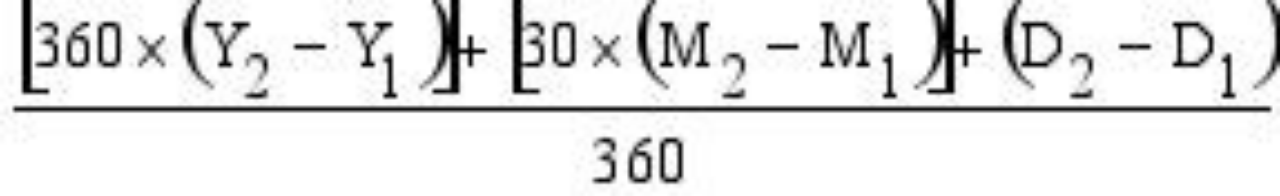 [360 × (Y₂ − Y₁)] + [30 × (M₂ − M₁)] + (D₂ − D₁)
360